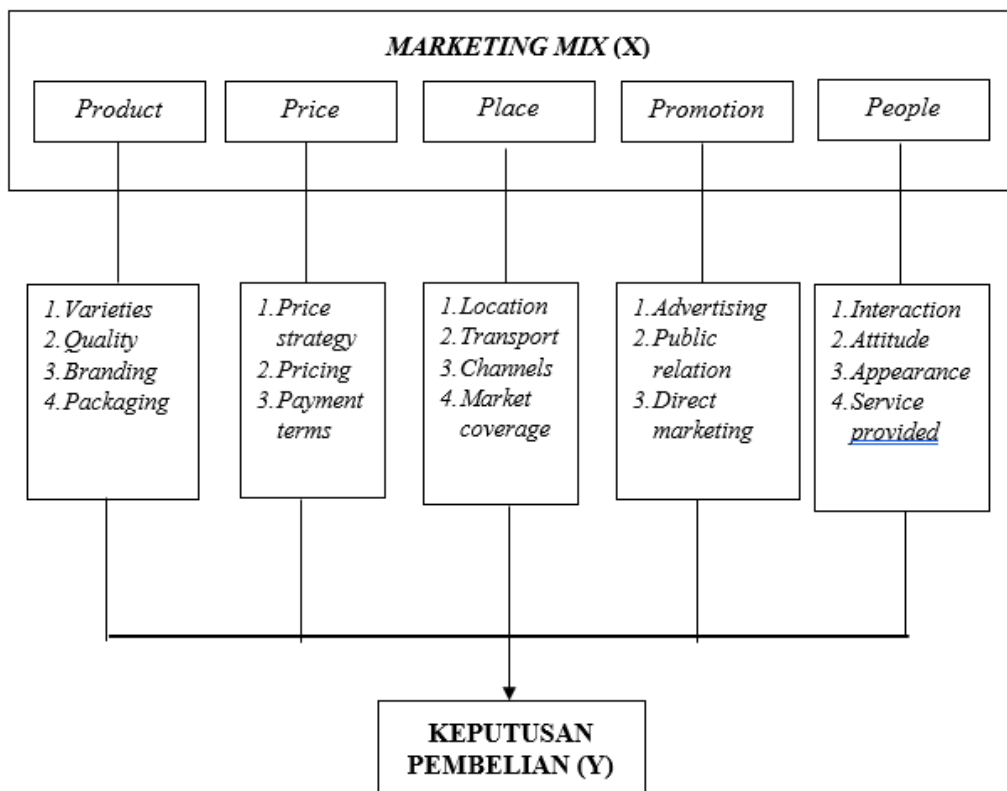 MARKETING MIX (X)
Product
Price
Place
Promotion
People
1. Varieties
2. Quality
3. Branding
4. Packaging
1. Price
strategy
2. Pricing
3. Payment
terms
1. Location
2. Transport
3. Channels
4. Market
coverage
1. Advertising
2. Public
relation
3. Direct
marketing
1. Interaction
2. Attitude
3. Appearance
4. Service
provided
KEPUTUSAN
PEMBELIAN (Y)